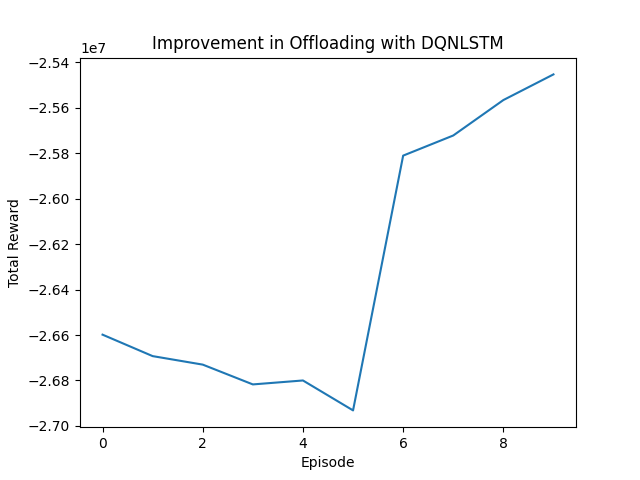 Improvement in Offloading with DQNLSTM
1e7
−2.54
−2.56
−2.58
−2.60
−2.62
−2.64
−2.66
−2.68
−2.70
Total Reward
0 2 4 6 8
Episode